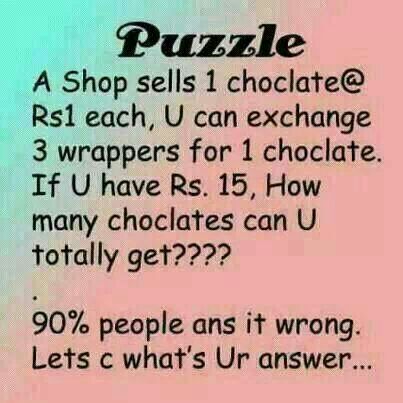 Puzzle
A Shop sells 1 choclate@
Rs1 each, U can exchange
3 wrappers for 1 choclate.
If U have Rs. 15, How
many choclates can U
totally get????
.
90% people ans it wrong.
Lets c what's Ur answer...